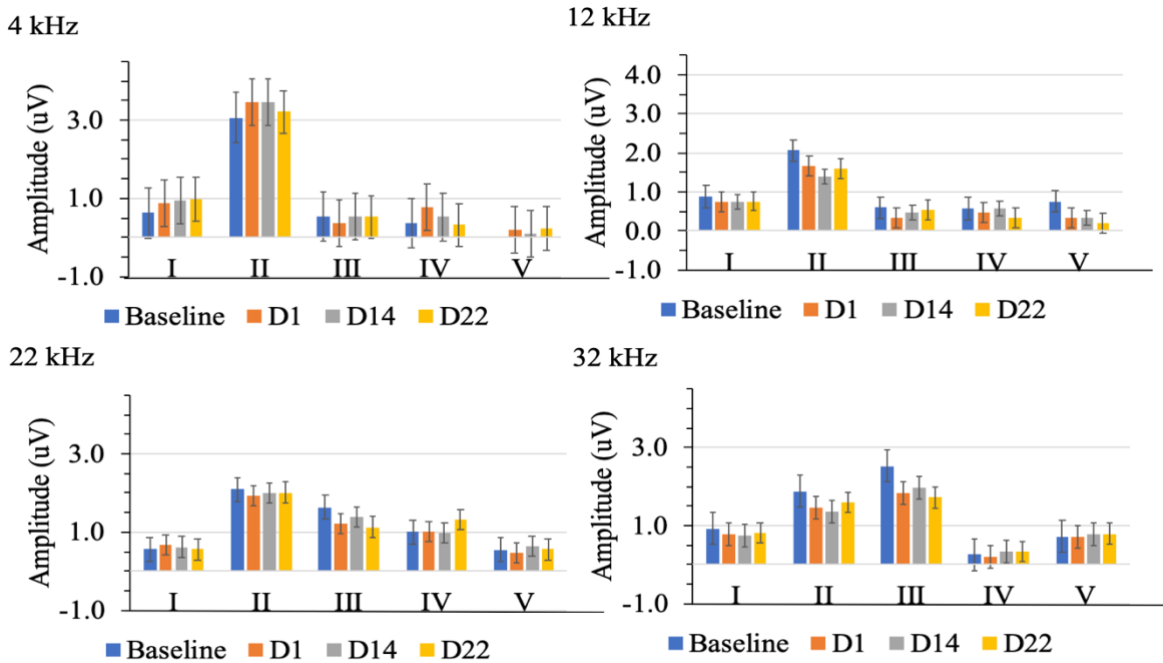 4 kHz
Amplitude (uV)
3.0
1.0
-1.0
I II III IV V
Baseline D1 D14 D22
12 kHz
Amplitude (uV)
4.0
3.0
2.0
1.0
0.0
-1.0
I II III IV V
Baseline D1 D14 D22
22 kHz
Amplitude (uV)
3.0
1.0
-1.0
I II III IV V
Baseline D1 D14 D22
32 kHz
Amplitude (uV)
3.0
1.0
-1.0
I II III IV V
Baseline D1 D14 D22